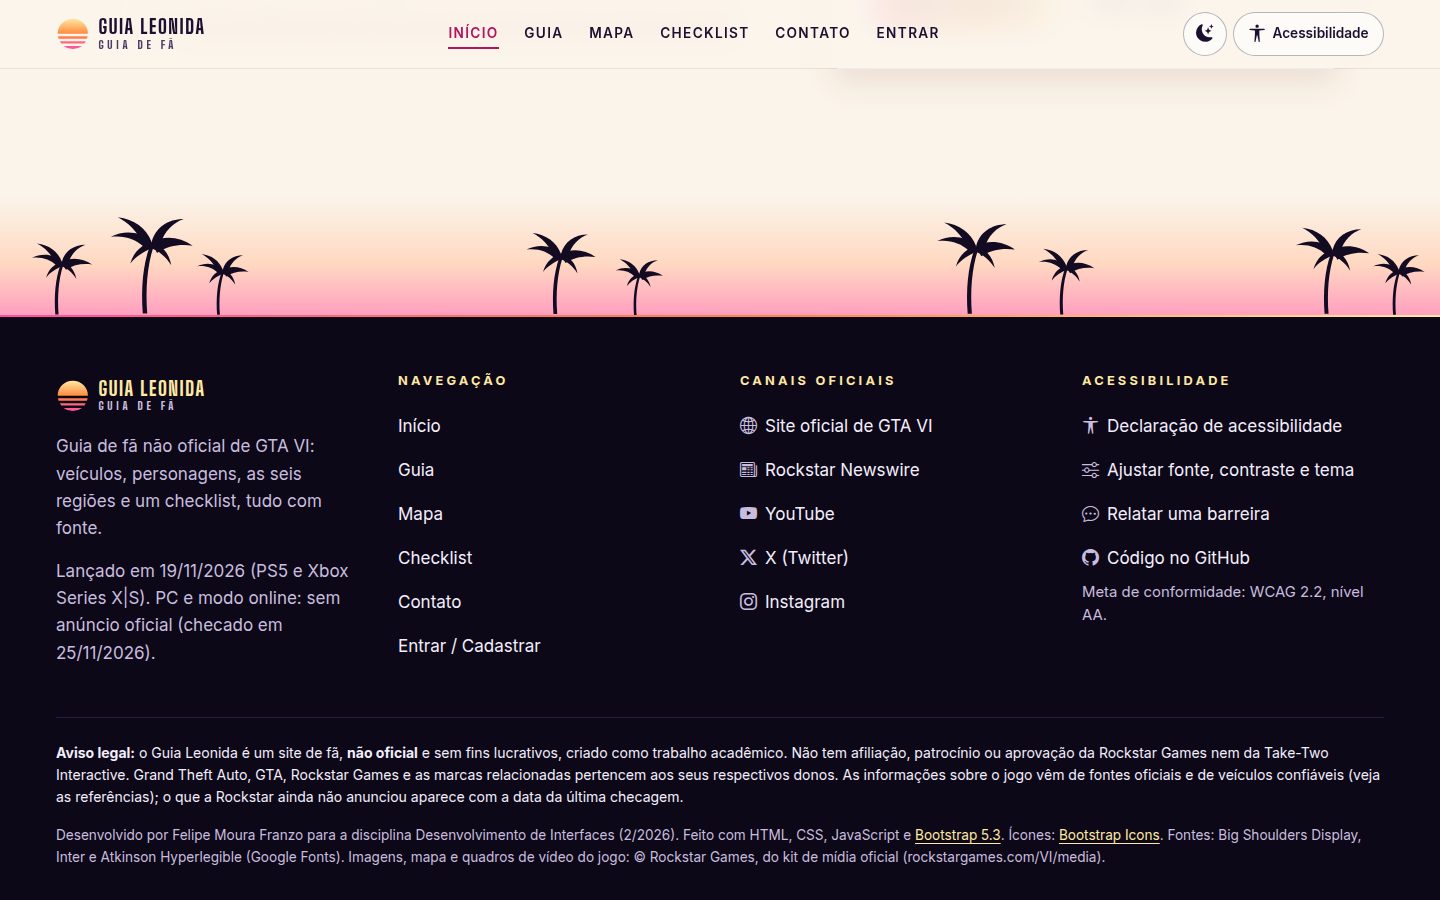 GUIA LEONIDA
GUIA DE FÃ
INÍCIO GUIA MAPA CHECKLIST CONTATO ENTRAR
Acessibilidade
GUIA LEONIDA
GUIA DE FÃ
Guia de fã não oficial de GTA VI:
veículos, personagens, as seis
regiões e um checklist, tudo com
fonte.
Lançado em 19/11/2026 (PS5 e Xbox
Series X|S). PC e modo online: sem
anúncio oficial (checado em
25/11/2026).
NAVEGAÇÃO
Início
Guia
Mapa
Checklist
Contato
Entrar / Cadastrar
CANAIS OFICIAIS
Site oficial de GTA VI
Rockstar Newswire
YouTube
X (Twitter)
Instagram
ACESSIBILIDADE
Declaração de acessibilidade
Ajustar fonte, contraste e tema
Relatar uma barreira
Código no GitHub
Meta de conformidade: WCAG 2.2, nível
AA.
Aviso legal: o Guia Leonida é um site de fã, não oficial e sem fins lucrativos, criado como trabalho acadêmico. Não tem afiliação, patrocínio ou aprovação da Rockstar Games nem da Take-Two
Interactive. Grand Theft Auto, GTA, Rockstar Games e as marcas relacionadas pertencem aos seus respectivos donos. As informações sobre o jogo vêm de fontes oficiais e de veículos confiáveis (veja
as referências); o que a Rockstar ainda não anunciou aparece com a data da última checagem.
Desenvolvido por Felipe Moura Franzo para a disciplina Desenvolvimento de Interfaces (2/2026). Feito com HTML, CSS, JavaScript e Bootstrap 5.3. Ícones: Bootstrap Icons. Fontes: Big Shoulders Display,
Inter e Atkinson Hyperlegible (Google Fonts). Imagens, mapa e quadros de vídeo do jogo: © Rockstar Games, do kit de mídia oficial (rockstargames.com/VI/media).